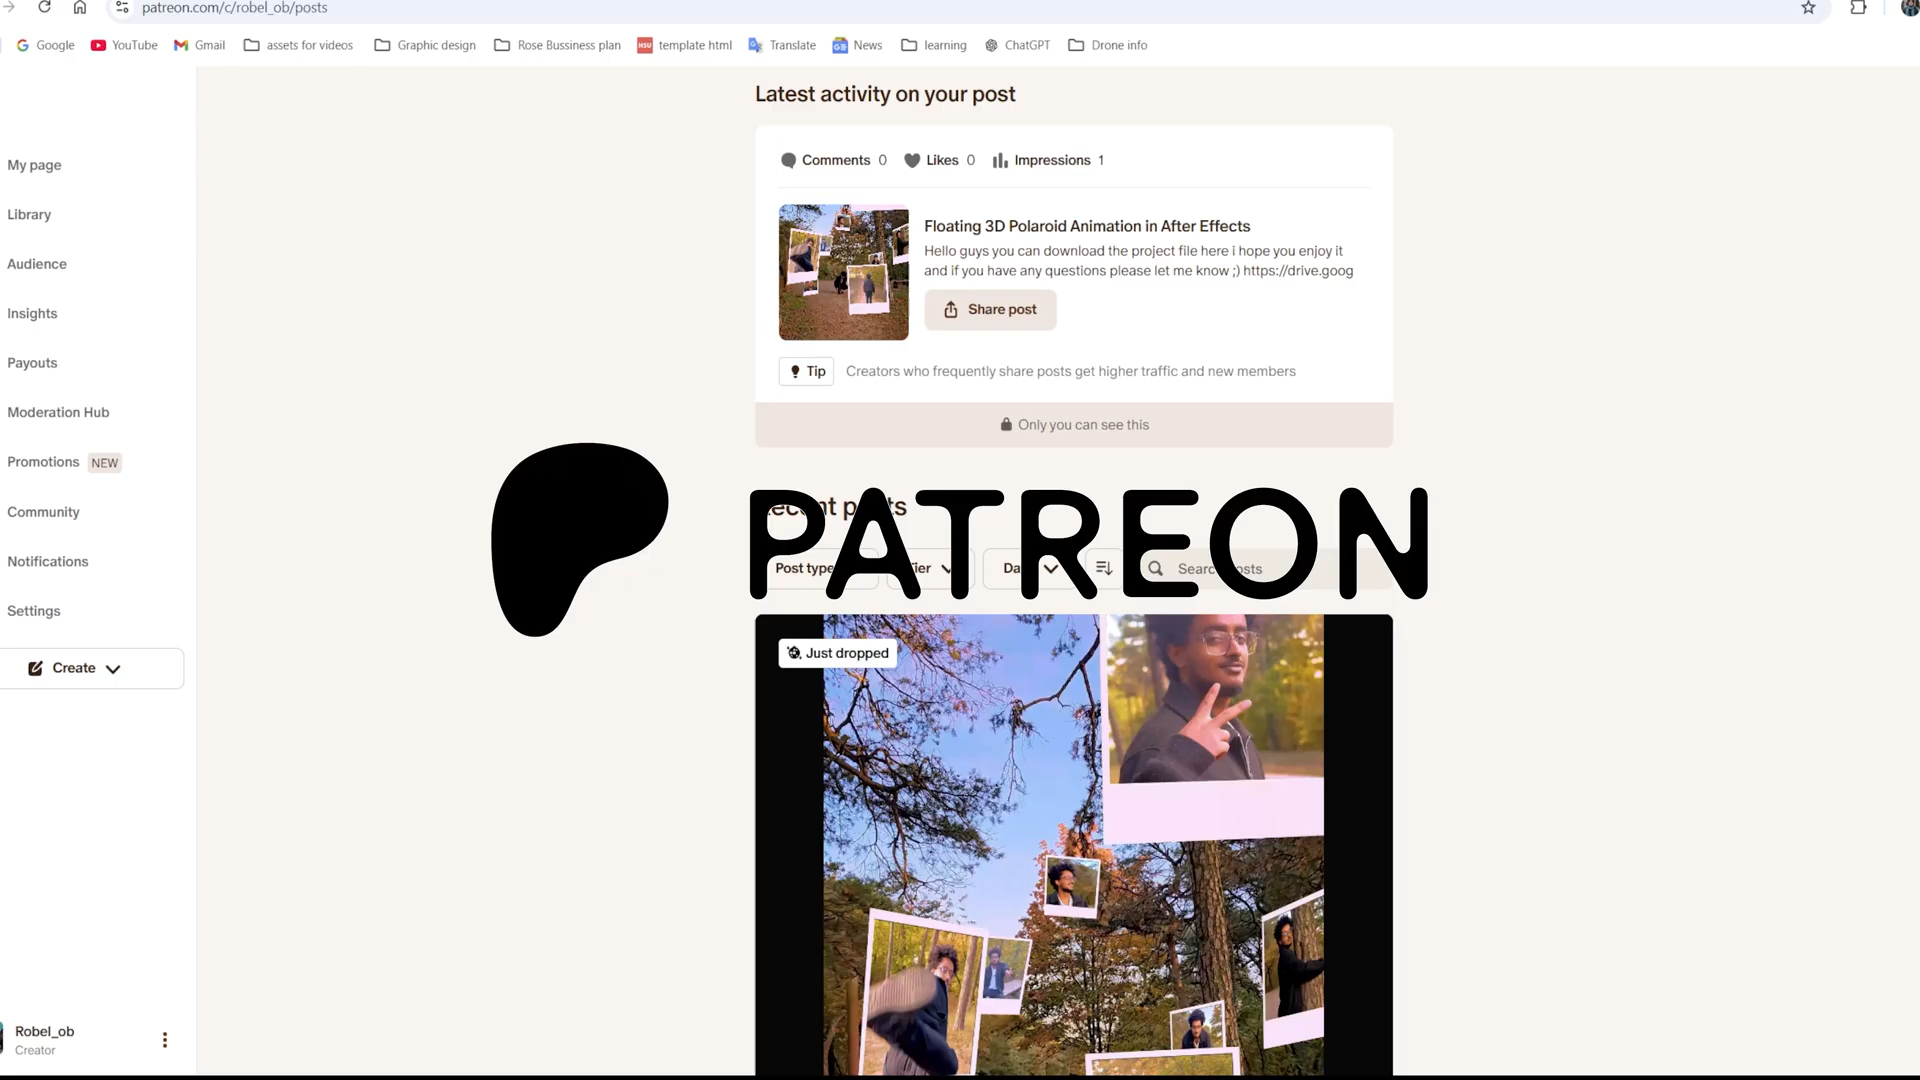 patreon.com/c/robel_ob/posts
Google YouTube Gmail assets for videos Graphic design Rose Bussiness plan template html Translate News learning ChatGPT Drone info
Latest activity on your post
My page
Comments 0 Likes 0 Impressions 1
Library
Floating 3D Polaroid Animation in After Effects
Hello guys you can download the project file here i hope you enjoy it
and if you have any questions please let me know ;) https://drive.goog
Audience
Insights
Share post
Payouts
Tip Creators who frequently share posts get higher traffic and new members
Moderation Hub
Only you can see this
Promotions NEW
Community
PATREON
Notifications
Post type
Settings
Create
Just dropped
Robel_ob
Creator